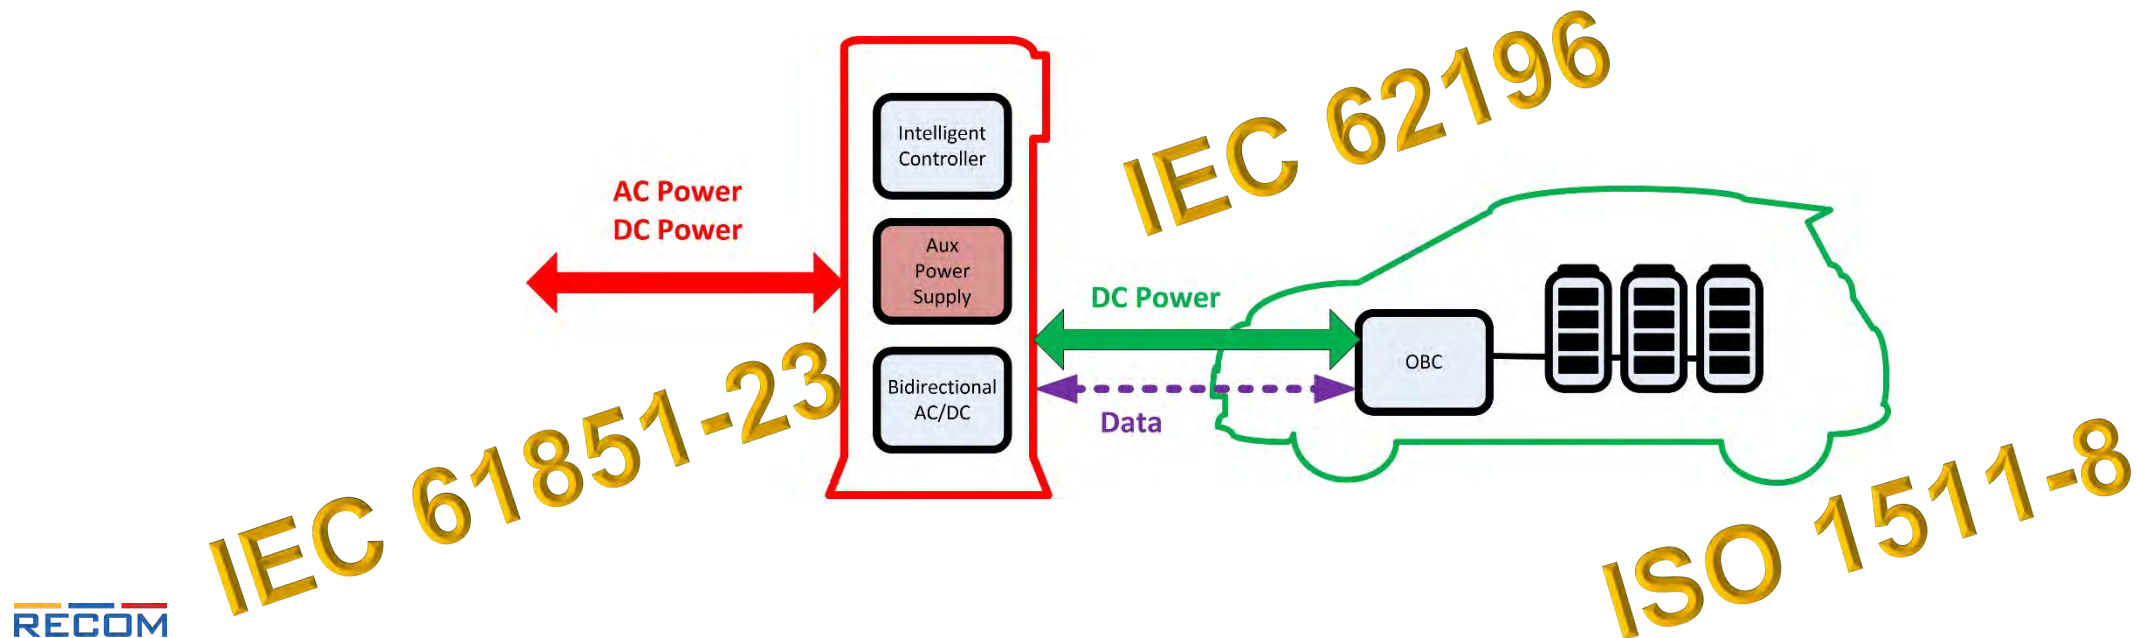 IEC 62196
Intelligent
Controller
AC Power
DC Power
Aux
Power
Supply
DC Power
OBC
Bidirectional
AC/DC
Data
IEC 61851-23
ISO 1511-8
RECOM